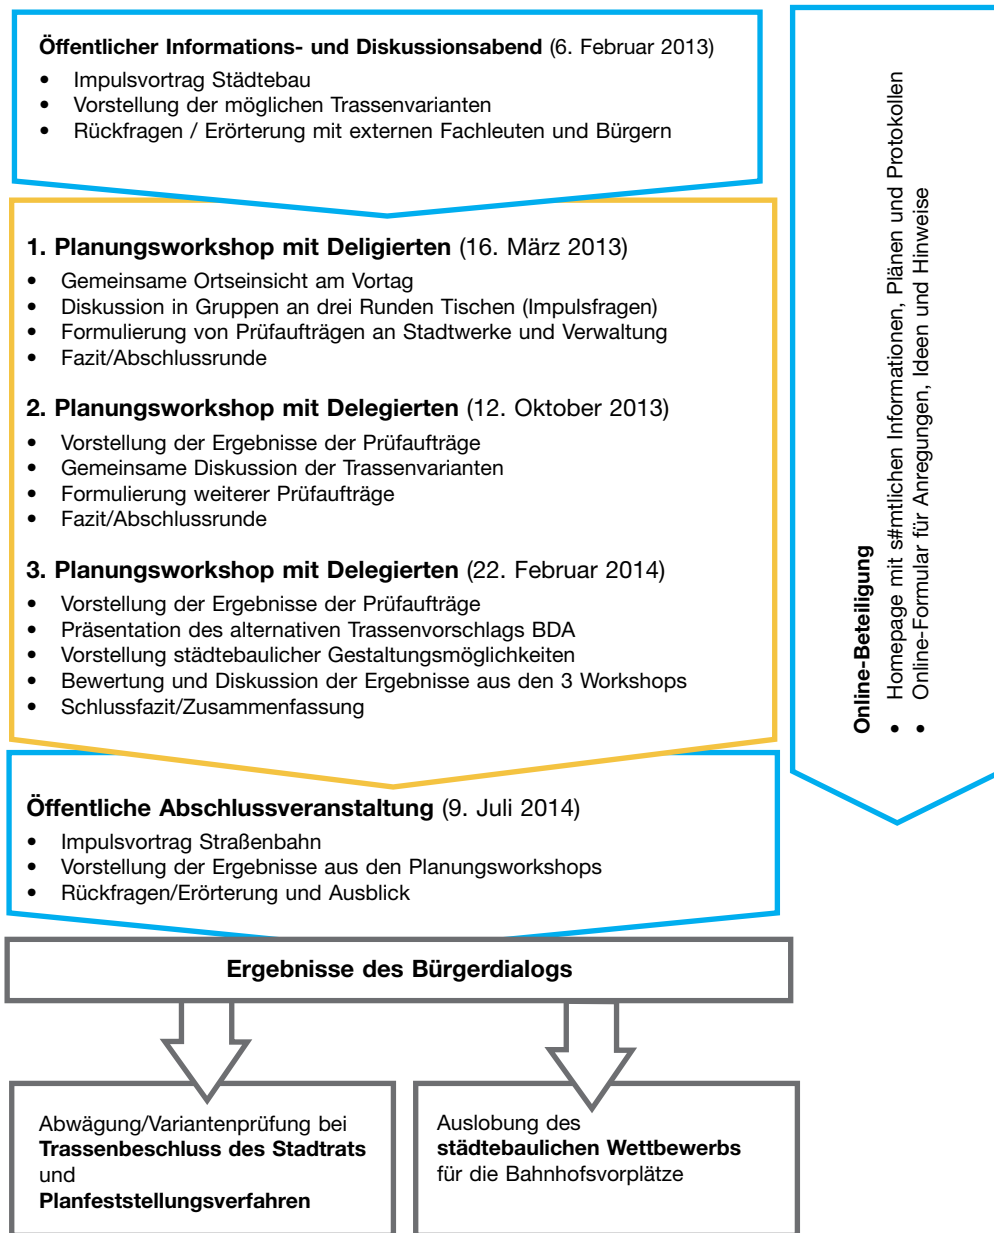 Öffentlicher Informations- und Diskussionsabend (6. Februar 2013)
• Impulsvortrag Städtebau
• Vorstellung der möglichen Trassenvarianten
• Rückfragen / Erörterung mit externen Fachleuten und Bürgern
1. Planungsworkshop mit Deligierten (16. März 2013)
• Gemeinsame Ortseinsicht am Vortag
• Diskussion in Gruppen an drei Runden Tischen (Impulsfragen)
• Formulierung von Prüfaufträgen an Stadtwerke und Verwaltung
• Fazit/Abschlussrunde
2. Planungsworkshop mit Delegierten (12. Oktober 2013)
• Vorstellung der Ergebnisse der Prüfaufträge
• Gemeinsame Diskussion der Trassenvarianten
• Formulierung weiterer Prüfaufträge
• Fazit/Abschlussrunde
3. Planungsworkshop mit Delegierten (22. Februar 2014)
• Vorstellung der Ergebnisse der Prüfaufträge
• Präsentation des alternativen Trassenvorschlags BDA
• Vorstellung städtebaulicher Gestaltungsmöglichkeiten
• Bewertung und Diskussion der Ergebnisse aus den 3 Workshops
• Schlussfazit/Zusammenfassung
Öffentliche Abschlussveranstaltung (9. Juli 2014)
• Impulsvortrag Straßenbahn
• Vorstellung der Ergebnisse aus den Planungsworkshops
• Rückfragen/Erörterung und Ausblick
Online-Beteiligung
• Homepage mit s#mtlichen Informationen, Plänen und Protokollen
• Online-Formular für Anregungen, Ideen und Hinweise
Ergebnisse des Bürgerdialogs
Abwägung/Variantenprüfung bei
Trassenbeschluss des Stadtrats
und
Planfeststellungsverfahren
Auslobung des
städtebaulichen Wettbewerbs
für die Bahnhofsvorplätze